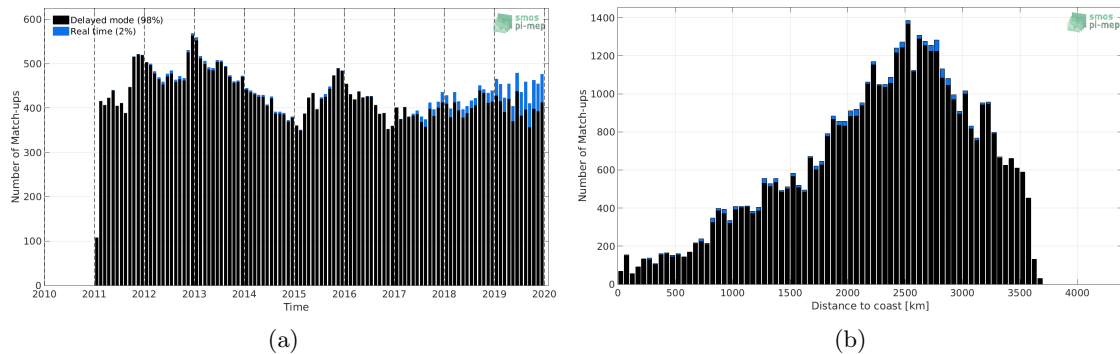 Delayed mode (98%)
Real time (2%)
smos
pi-mep
Number of Match-ups
600
500
400
300
200
100
0
2010 2011 2012 2013 2014 2015 2016 2017 2018 2019 2020
Time
(a)
smos
pi-mep
Number of Match-ups
1400
1200
1000
800
600
400
200
0
0 500 1000 1500 2000 2500 3000 3500 4000
Distance to coast [km]
(b)